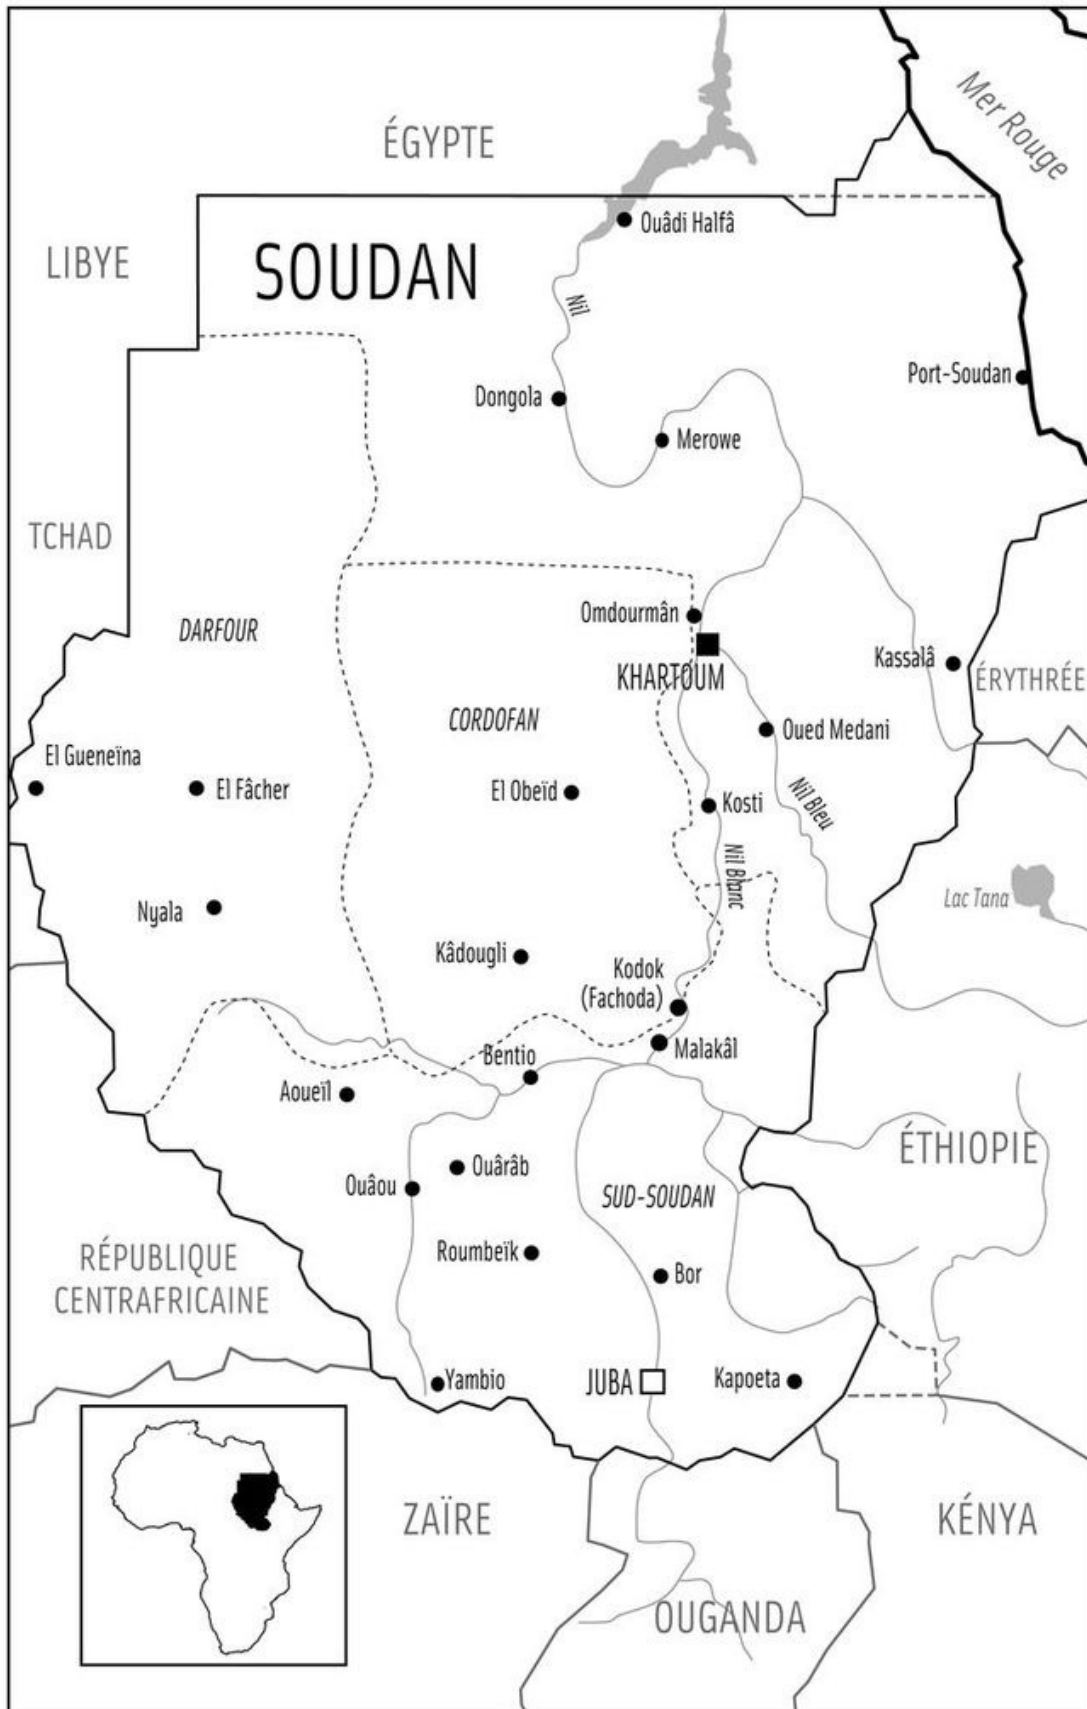 Mer Rouge
ÉGYPTE
Ouâdi Halfâ
LIBYE
SOUDAN
Nil
Port-Soudan
Dongola
Merowe
TCHAD
Omdourmân
DARFOUR
KHARTOUM
Kassalâ
ÉRYTHRÉE
CORDOFAN
Oued Medani
El Gueneïna
El Fâcher
El Obeïd
Kosti
Nil Bleu
Nil Blanc
Lac Tana
Nyala
Kâdougli
Kodok
(Fachoda)
Malakâl
Bentio
Aoueïl
ÉTHIOPIE
Ouârâb
Ouâou
SUD-SOUDAN
Roumbeïk
RÉPUBLIQUE
CENTRAFRICAINE
Bor
Yambio
JUBA
Kapoeta
ZAÏRE
KÉNYA
OUGANDA